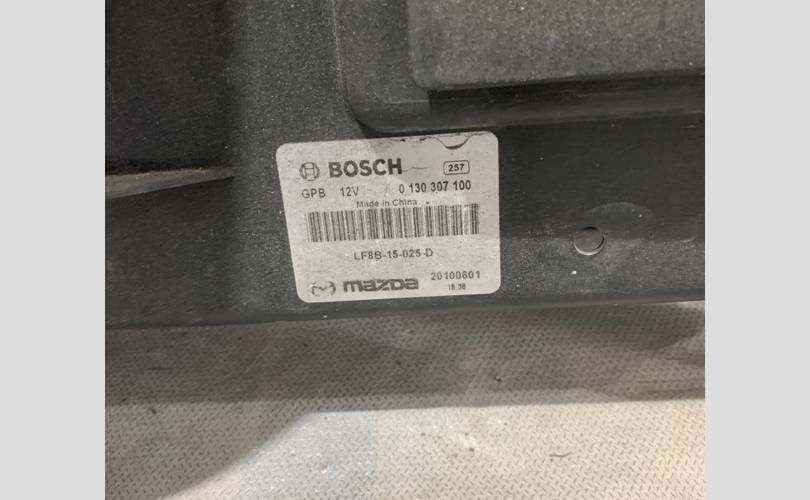 BOSCH 257
GPB 12V 0 130 307 100
Made in China
LF8B-15-025-D
mazda 20100601
18:38